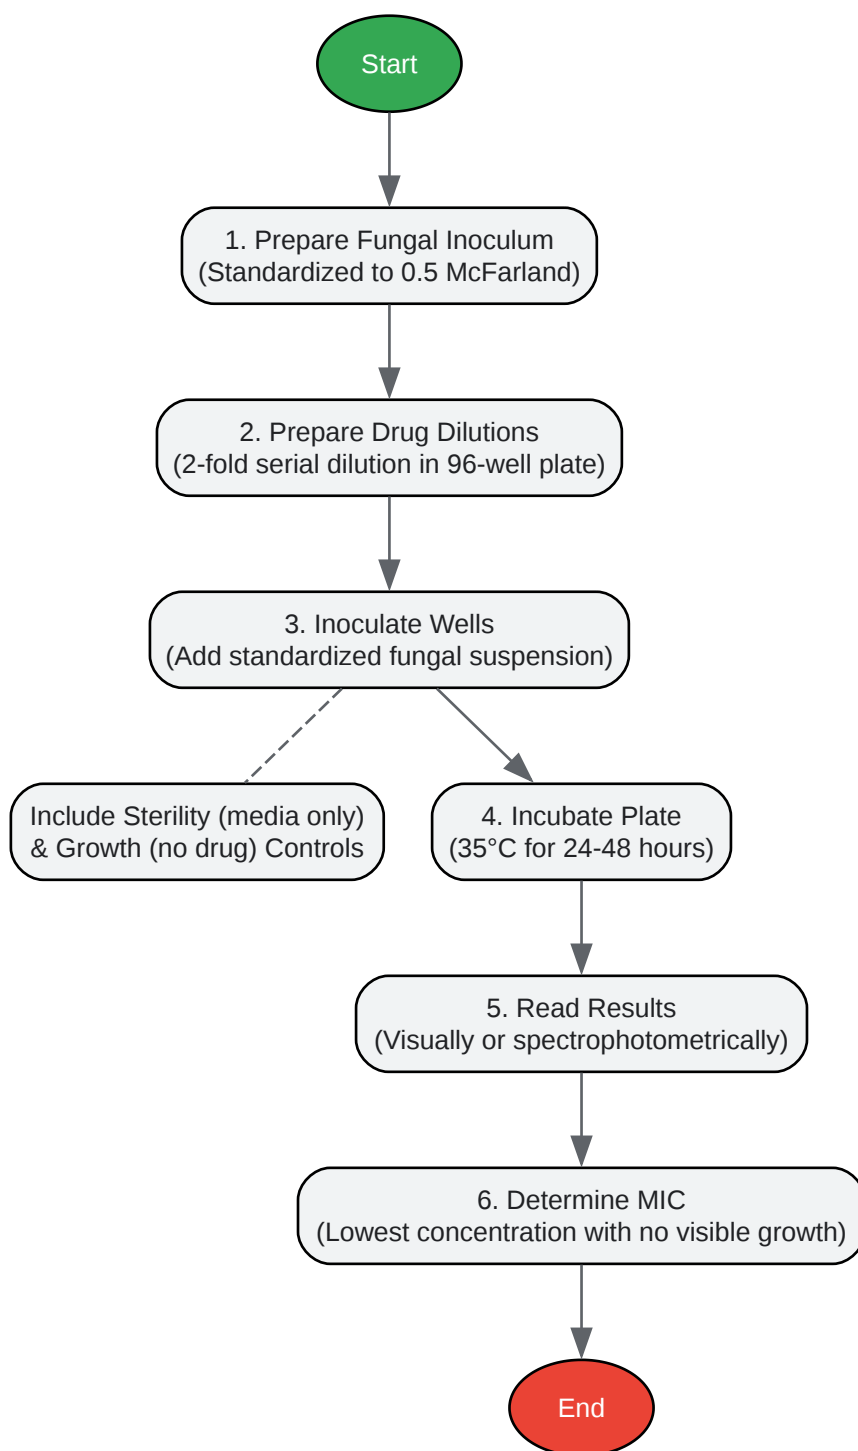 Start
1. Prepare Fungal Inoculum
(Standardized to 0.5 McFarland)
2. Prepare Drug Dilutions
(2-fold serial dilution in 96-well plate)
3. Inoculate Wells
(Add standardized fungal suspension)
Include Sterility (media only)
& Growth (no drug) Controls
4. Incubate Plate
(35°C for 24-48 hours)
5. Read Results
(Visually or spectrophotometrically)
6. Determine MIC
(Lowest concentration with no visible growth)
End